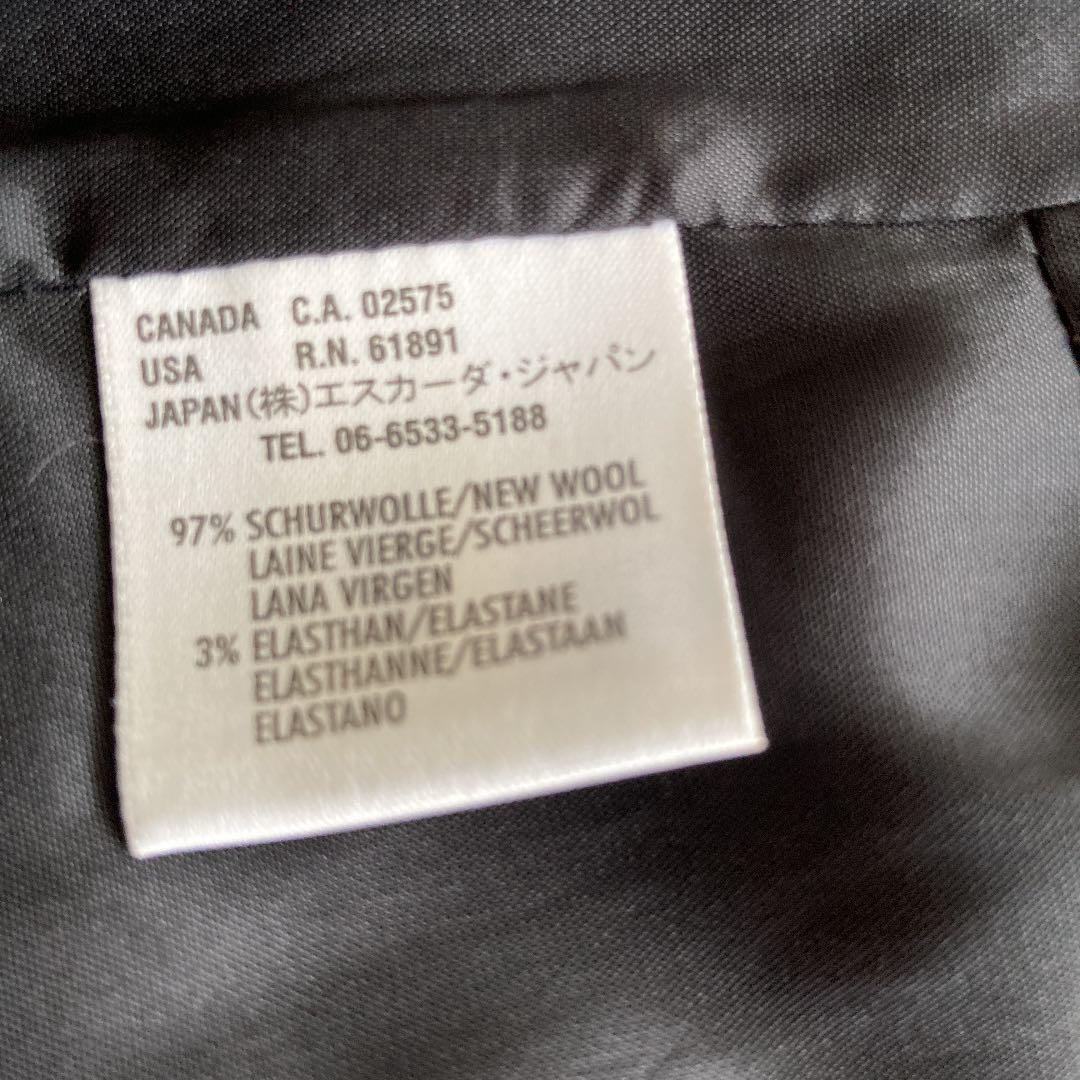 CANADA C.A. 02575
USA R.N. 61891
JAPAN(株)エスカーダ・ジャパン
TEL. 06-6533-5188
97% SCHURWOLLE/NEW WOOL
LAINE VIERGE/SCHEERWOL
LANA VIRGEN
3% ELASTHAN/ELASTANE
ELASTHANNE/ELASTAAN
ELASTANO